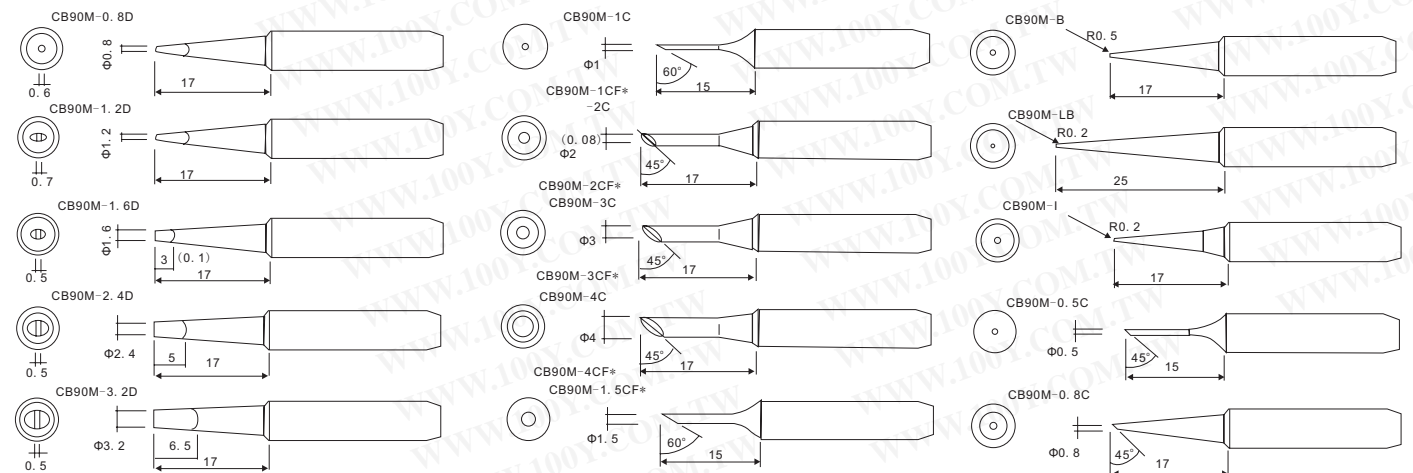 CB90M-0.8D
Φ0.8
17
0.6
CB90M-1.2D
Φ1.2
17
0.7
CB90M-1.6D
Φ1.6
3 (0.1)
17
0.5
CB90M-2.4D
Φ2.4
5
17
0.5
CB90M-3.2D
Φ3.2
6.5
17
0.5
CB90M-1C
Φ1
60°
15
CB90M-1CF*
-2C
(0.08)
Φ2
45°
17
CB90M-2CF*
CB90M-3C
Φ3
45°
17
CB90M-3CF*
CB90M-4C
Φ4
45°
17
CB90M-4CF*
CB90M-1.5CF*
Φ1.5
60°
15
CB90M-B
R0.5
17
CB90M-LB
R0.2
25
CB90M-I
R0.2
17
CB90M-0.5C
Φ0.5
45°
15
CB90M-0.8C
Φ0.8
45°
17
WWW.100Y.COM.TW